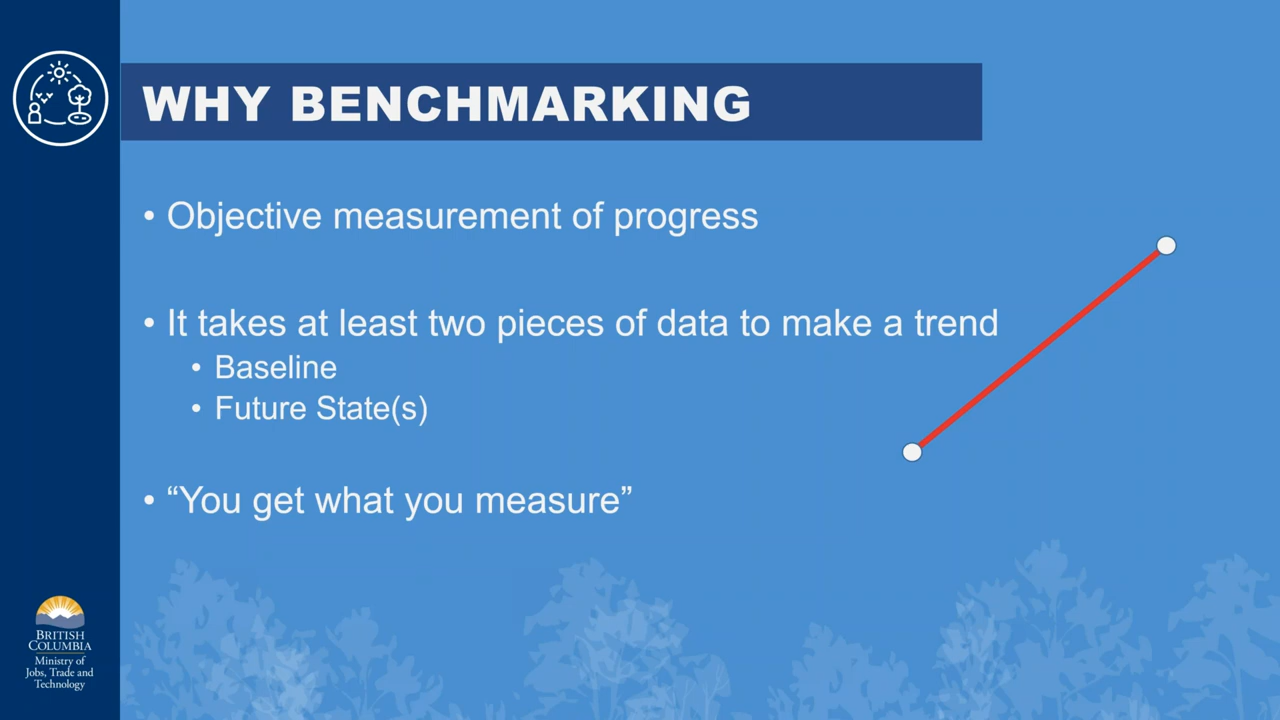 WHY BENCHMARKING
• Objective measurement of progress
• It takes at least two pieces of data to make a trend
• Baseline
• Future State(s)
• “You get what you measure”
BRITISH
COLUMBIA
Ministry of
Jobs, Trade and
Technology